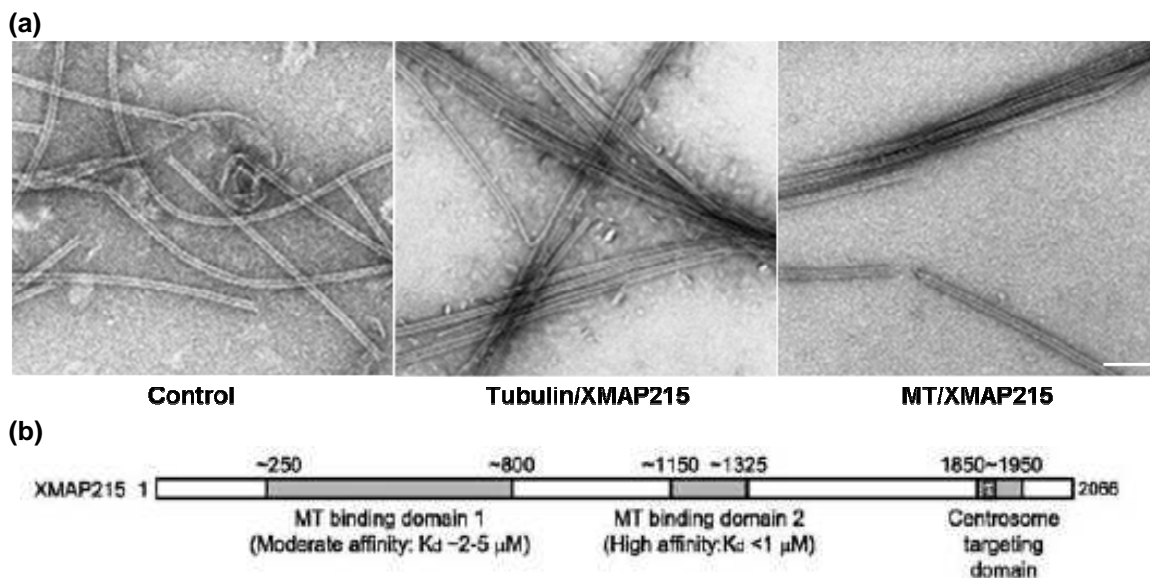 (a)
Control
Tubulin/XMAP215
MT/XMAP215
(b)
~250 ~800 ~1150 ~1325 1850 ~1950
XMAP215 1 2066
MT binding domain 1 MT binding domain 2 Centrosome
(Moderate affinity: Kd ~2-5 μM) (High affinity:Kd <1 μM) targeting
domain